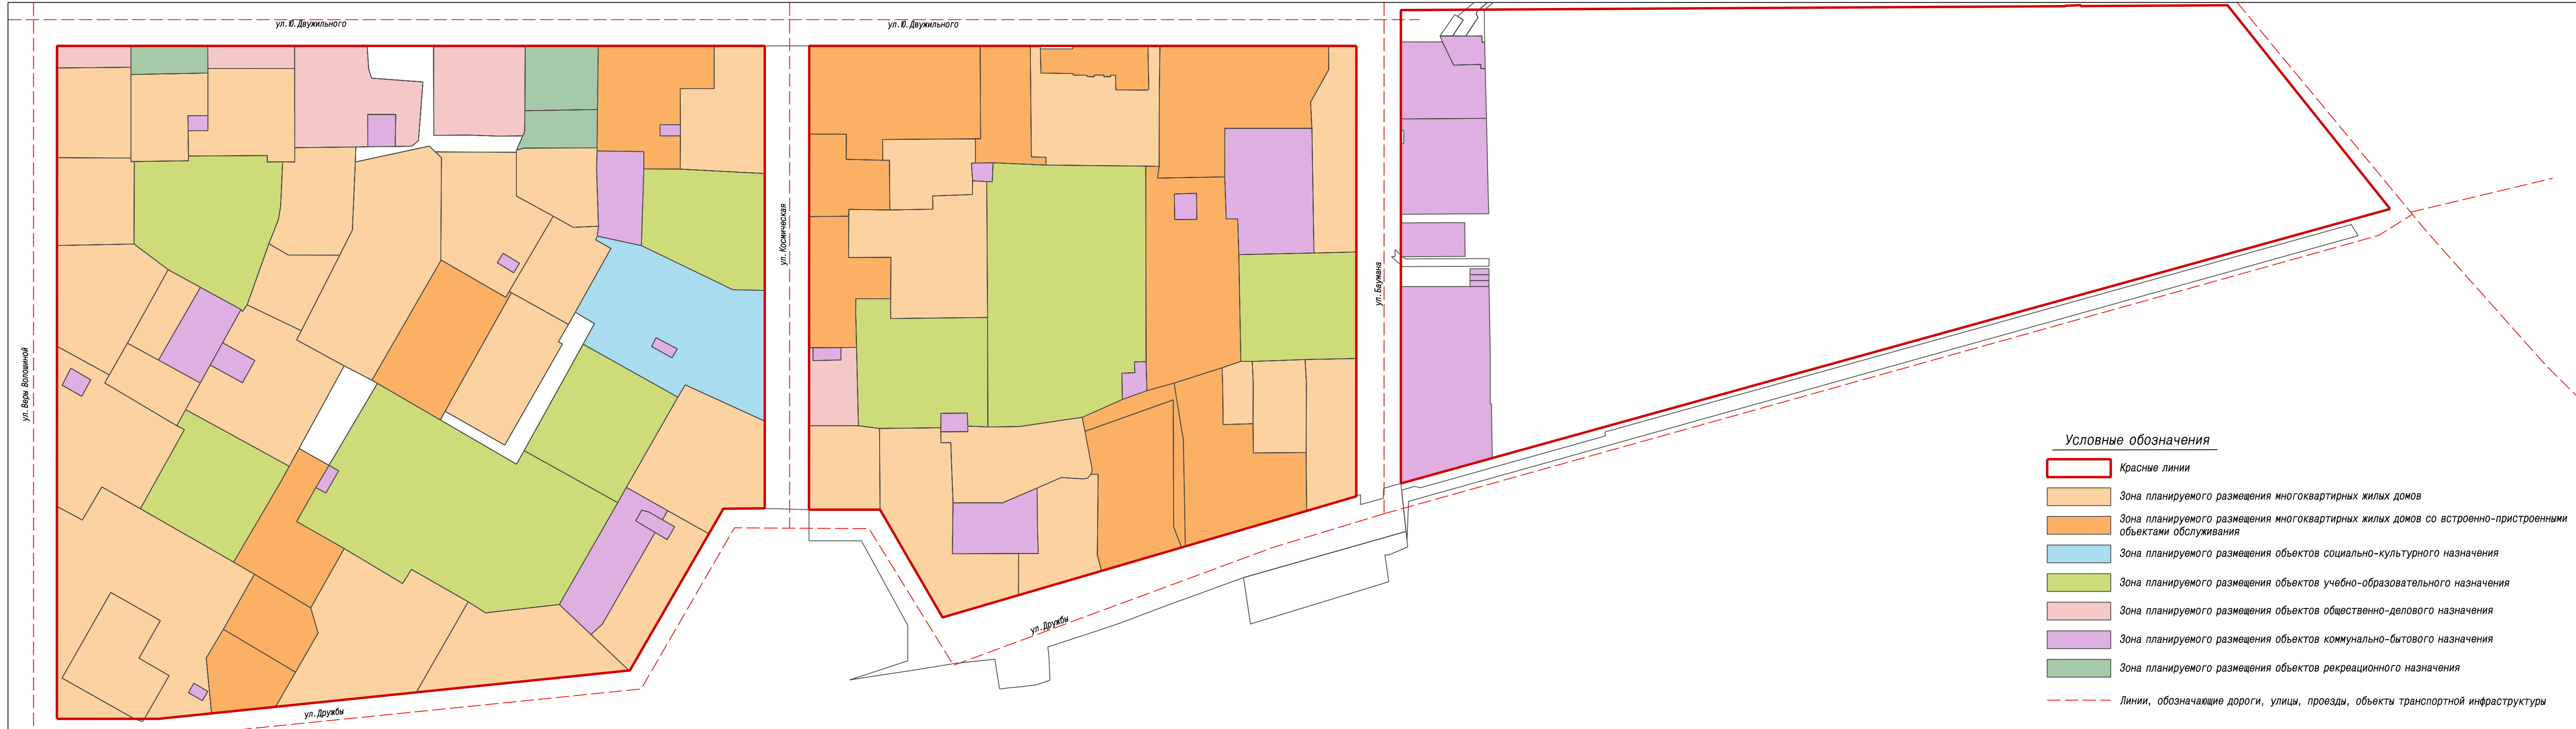 ул.Ю.Двужильного
ул.Ю.Двужильного
ул.Веры Волошиной
ул.Космическая
ул.Баумана
ул.Дружбы
ул.Дружбы
Условные обозначения
Красные линии
Зона планируемого размещения многоквартирных жилых домов
Зона планируемого размещения многоквартирных жилых домов со встроенно-пристроенными
объектами обслуживания
Зона планируемого размещения объектов социально-культурного назначения
Зона планируемого размещения объектов учебно-образовательного назначения
Зона планируемого размещения объектов общественно-делового назначения
Зона планируемого размещения объектов коммунально-бытового назначения
Зона планируемого размещения объектов рекреационного назначения
Линии, обозначающие дороги, улицы, проезды, объекты транспортной инфраструктуры